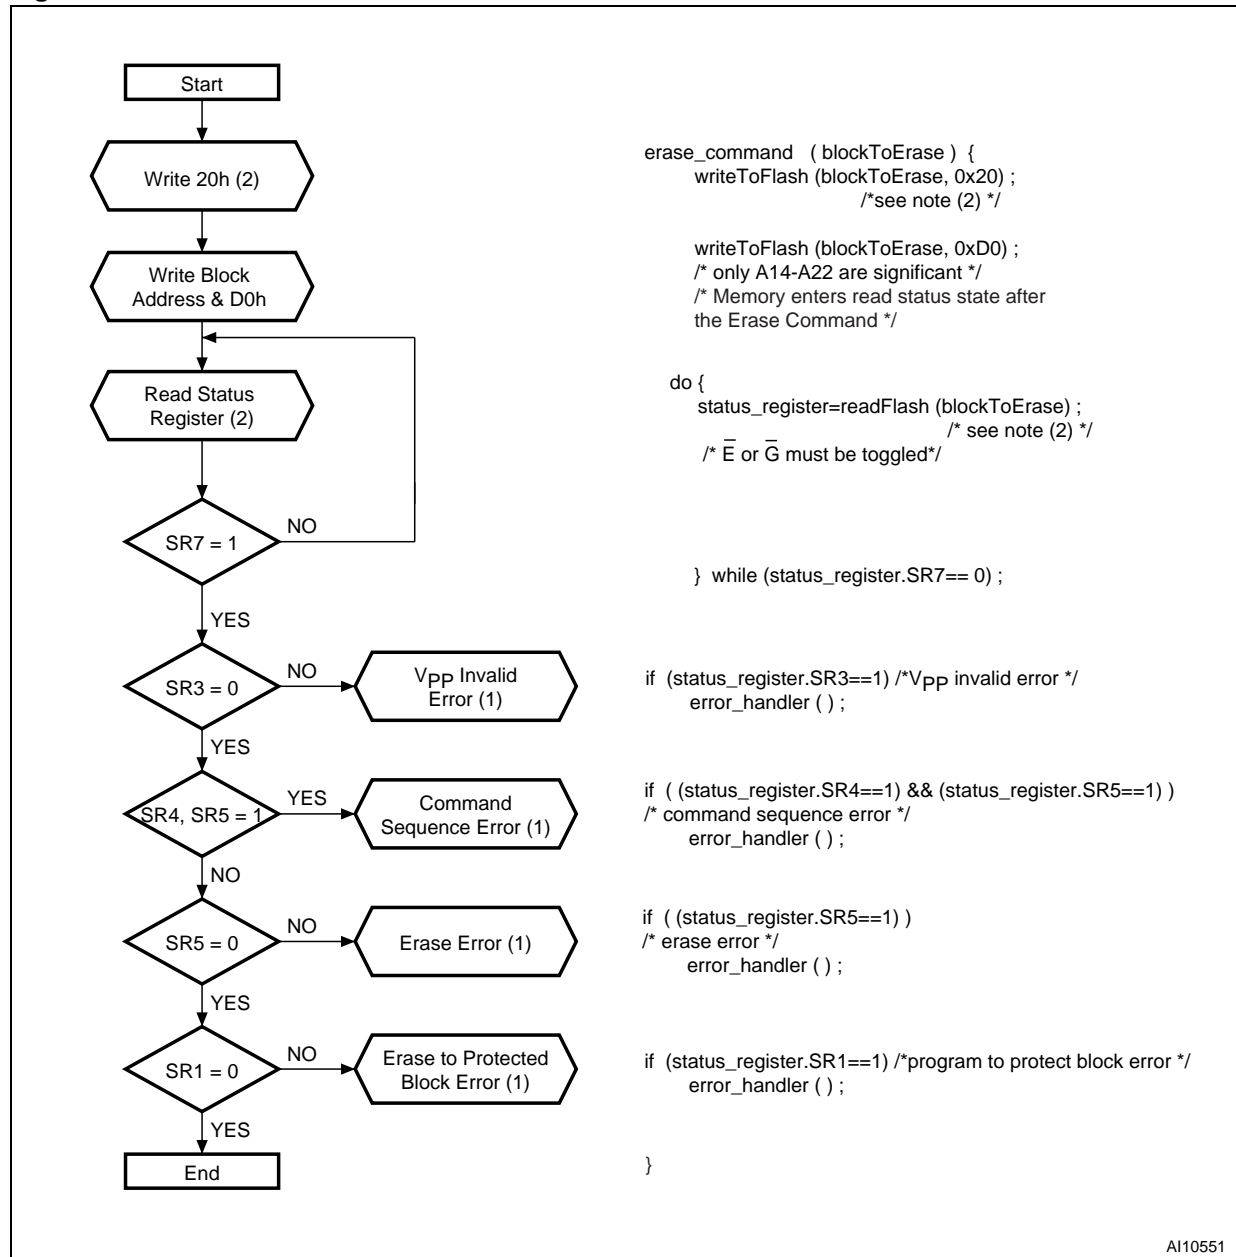 Start
Write 20h (2)
Write Block
Address & D0h
Read Status
Register (2)
SR7 = 1
NO
YES
SR3 = 0
NO
VPP Invalid
Error (1)
YES
SR4, SR5 = 1
YES
Command
Sequence Error (1)
NO
SR5 = 0
NO
Erase Error (1)
YES
SR1 = 0
NO
Erase to Protected
Block Error (1)
YES
End
erase_command ( blockToErase ) {
writeToFlash (blockToErase, 0x20) ;
/*see note (2) */
writeToFlash (blockToErase, 0xD0) ;
/* only A14-A22 are significant */
/* Memory enters read status state after
the Erase Command */
do {
status_register=readFlash (blockToErase) ;
/* see note (2) */
/* E̅ or G̅ must be toggled*/
} while (status_register.SR7== 0) ;
if (status_register.SR3==1) /*VPP invalid error */
error_handler ( ) ;
if ( (status_register.SR4==1) && (status_register.SR5==1) )
/* command sequence error */
error_handler ( ) ;
if ( (status_register.SR5==1) )
/* erase error */
error_handler ( ) ;
if (status_register.SR1==1) /*program to protect block error */
error_handler ( ) ;
}
AI10551